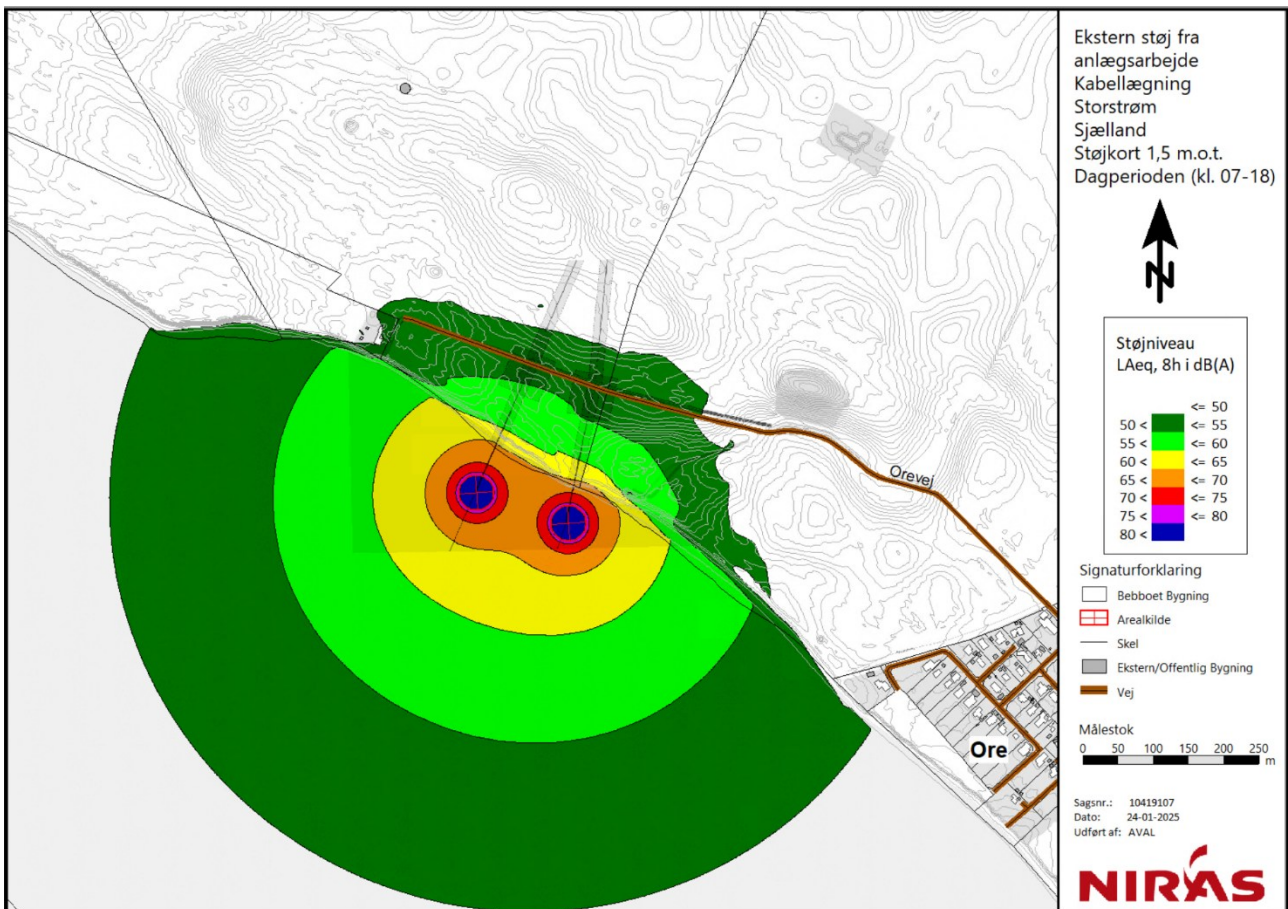 Ekstern støj fra
anlægsarbejde
Kabellægning
Storstrøm
Sjælland
Støjkort 1,5 m.o.t.
Dagperioden (kl. 07-18)
N
Støjniveau
LAeq, 8h i dB(A)
<= 50
50 < <= 55
55 < <= 60
60 < <= 65
65 < <= 70
70 < <= 75
75 < <= 80
80 <
Signaturforklaring
Bebboet Bygning
Arealkilde
Skel
Ekstern/Offentlig Bygning
Vej
Målestok
0 50 100 150 200 250
m
Sagsnr.: 10419107
Dato: 24-01-2025
Udført af: AVAL
NIRAS
Orevej
Ore